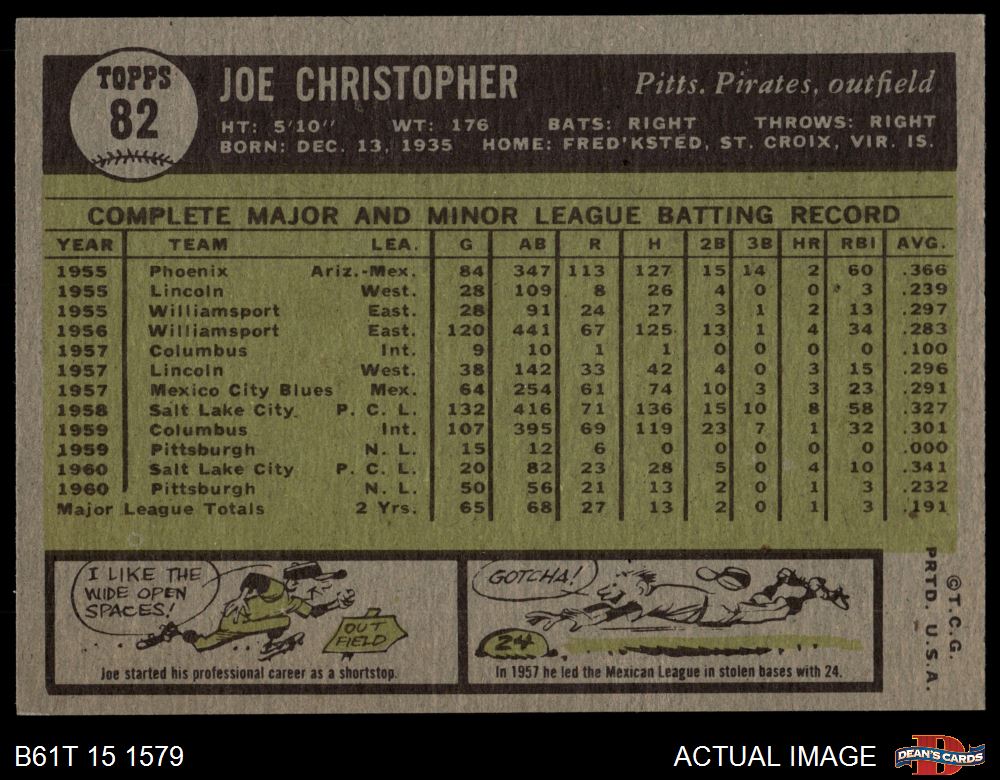 TOPPS
82
JOE CHRISTOPHER
Pitts. Pirates, outfield
HT: 5'10" WT: 176 BATS: RIGHT THROWS: RIGHT
BORN: DEC. 13, 1935 HOME: FRED'KSTED, ST. CROIX, VIR. IS.
COMPLETE MAJOR AND MINOR LEAGUE BATTING RECORD
YEAR TEAM LEA. G AB R H 2B 3B HR RBI AVG.
1955 Phoenix Ariz.-Mex. 84 347 113 127 15 14 2 60 .366
1955 Lincoln West. 28 109 8 26 4 0 0 3 .239
1955 Williamsport East. 28 91 24 27 3 1 2 13 .297
1956 Williamsport East. 120 441 67 125 13 1 4 34 .283
1957 Columbus Int. 9 10 1 1 0 0 0 0 .100
1957 Lincoln West. 38 142 33 42 4 0 3 15 .296
1957 Mexico City Blues Mex. 64 254 61 74 10 3 3 23 .291
1958 Salt Lake City P. C. L. 132 416 71 136 15 10 8 58 .327
1959 Columbus Int. 107 395 69 119 23 7 1 32 .301
1959 Pittsburgh N. L. 15 12 6 0 0 0 0 0 .000
1960 Salt Lake City P. C. L. 20 82 23 28 5 0 4 10 .341
1960 Pittsburgh N. L. 50 56 21 13 2 0 1 3 .232
Major League Totals 2 Yrs. 65 68 27 13 2 0 1 3 .191
I LIKE THE
WIDE OPEN
SPACES!
OUT
FIELD
Joe started his professional career as a shortstop.
GOTCHA!
24
In 1957 he led the Mexican League in stolen bases with 24.
©T.C.G.
PRTD. U.S.A.
B61T 15 1579
ACTUAL IMAGE
D
DEAN'S CARDS